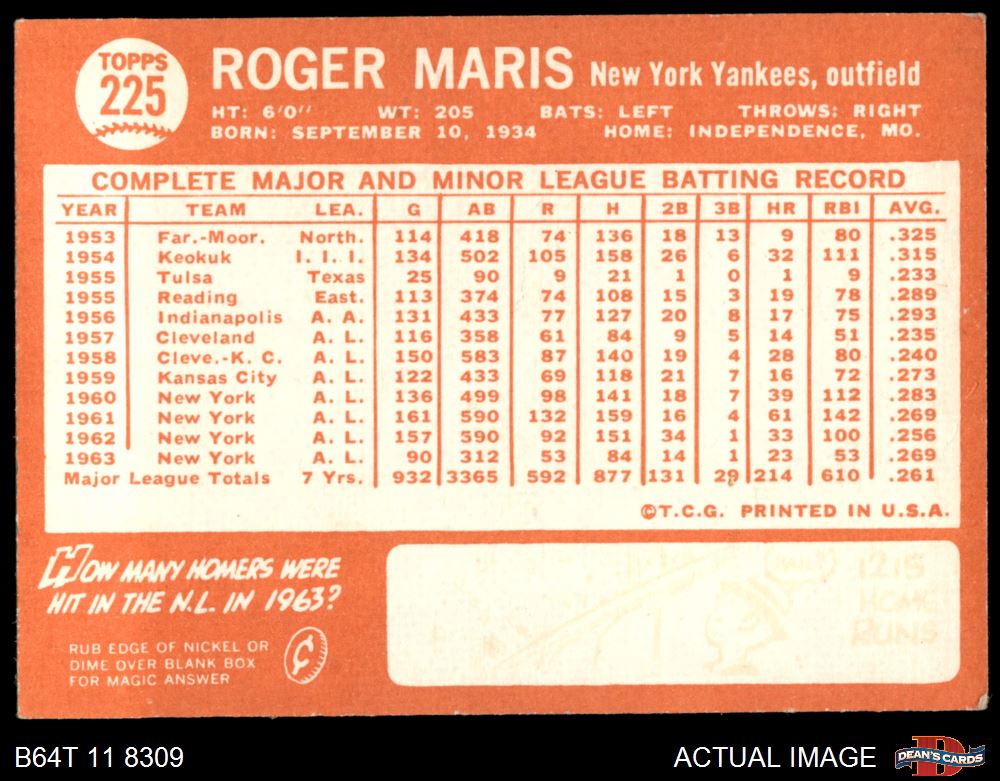 TOPPS
225
ROGER MARIS New York Yankees, outfield
HT: 6'0" WT: 205 BATS: LEFT THROWS: RIGHT
BORN: SEPTEMBER 10, 1934 HOME: INDEPENDENCE, MO.
COMPLETE MAJOR AND MINOR LEAGUE BATTING RECORD
YEAR TEAM LEA. G AB R H 2B 3B HR RBI AVG.
1953 Far.-Moor. North. 114 418 74 136 18 13 9 80 .325
1954 Keokuk I. I. I. 134 502 105 158 26 6 32 111 .315
1955 Tulsa Texas 25 90 9 21 1 0 1 9 .233
1955 Reading East. 113 374 74 108 15 3 19 78 .289
1956 Indianapolis A. A. 131 433 77 127 20 8 17 75 .293
1957 Cleveland A. L. 116 358 61 84 9 5 14 51 .235
1958 Cleve.-K. C. A. L. 150 583 87 140 19 4 28 80 .240
1959 Kansas City A. L. 122 433 69 118 21 7 16 72 .273
1960 New York A. L. 136 499 98 141 18 7 39 112 .283
1961 New York A. L. 161 590 132 159 16 4 61 142 .269
1962 New York A. L. 157 590 92 151 34 1 33 100 .256
1963 New York A. L. 90 312 53 84 14 1 23 53 .269
Major League Totals 7 Yrs. 932 3365 592 877 131 29 214 610 .261
©T.C.G. PRINTED IN U.S.A.
HOW MANY HOMERS WERE
HIT IN THE N.L. IN 1963?
RUB EDGE OF NICKEL OR
DIME OVER BLANK BOX
FOR MAGIC ANSWER
¢
1215
HOME
RUNS
B64T 11 8309
ACTUAL IMAGE
DEAN'S CARDS